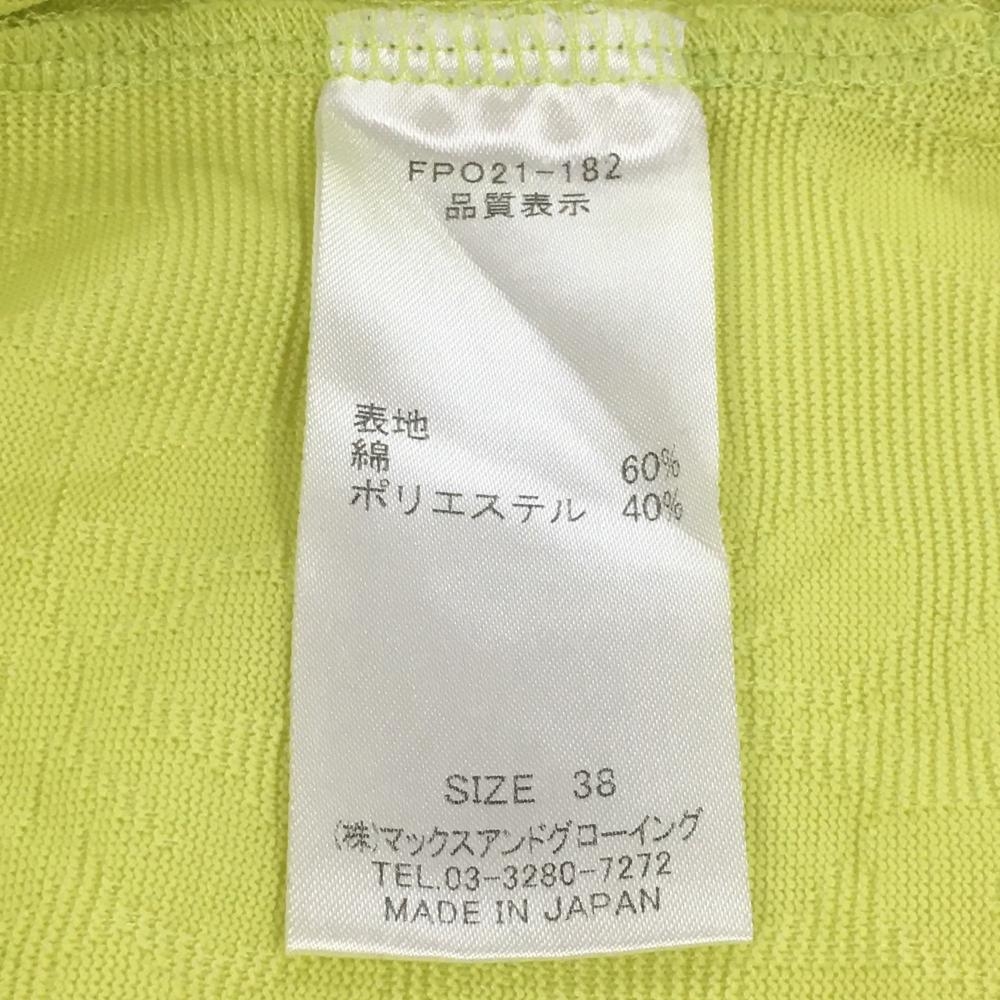 FPO21-182
品質表示
表地
綿 60%
ポリエステル 40%
SIZE 38
(株)マックスアンドグローイング
TEL.03-3280-7272
MADE IN JAPAN